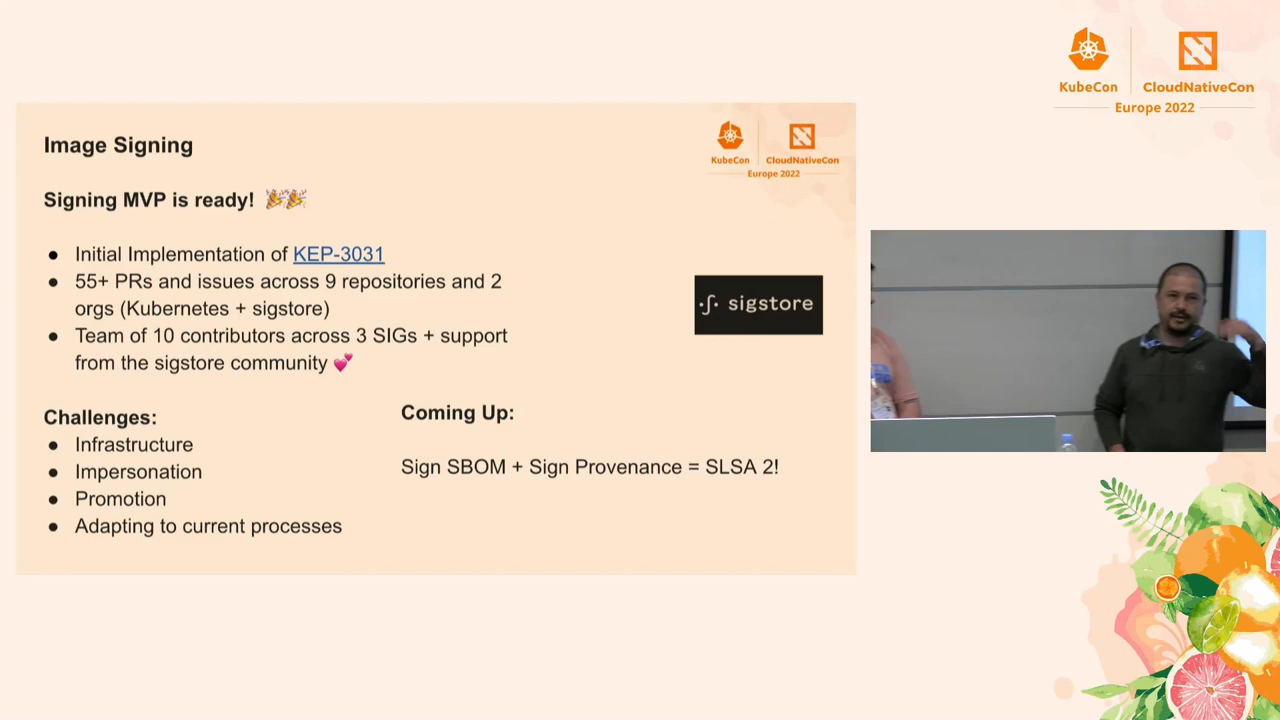 KubeCon
CloudNativeCon
Europe 2022
Image Signing
KubeCon
CloudNativeCon
Europe 2022
Signing MVP is ready!
● Initial Implementation of KEP-3031
● 55+ PRs and issues across 9 repositories and 2
orgs (Kubernetes + sigstore)
● Team of 10 contributors across 3 SIGs + support
from the sigstore community 💕
sigstore
Challenges:
● Infrastructure
● Impersonation
● Promotion
● Adapting to current processes
Coming Up:
Sign SBOM + Sign Provenance = SLSA 2!